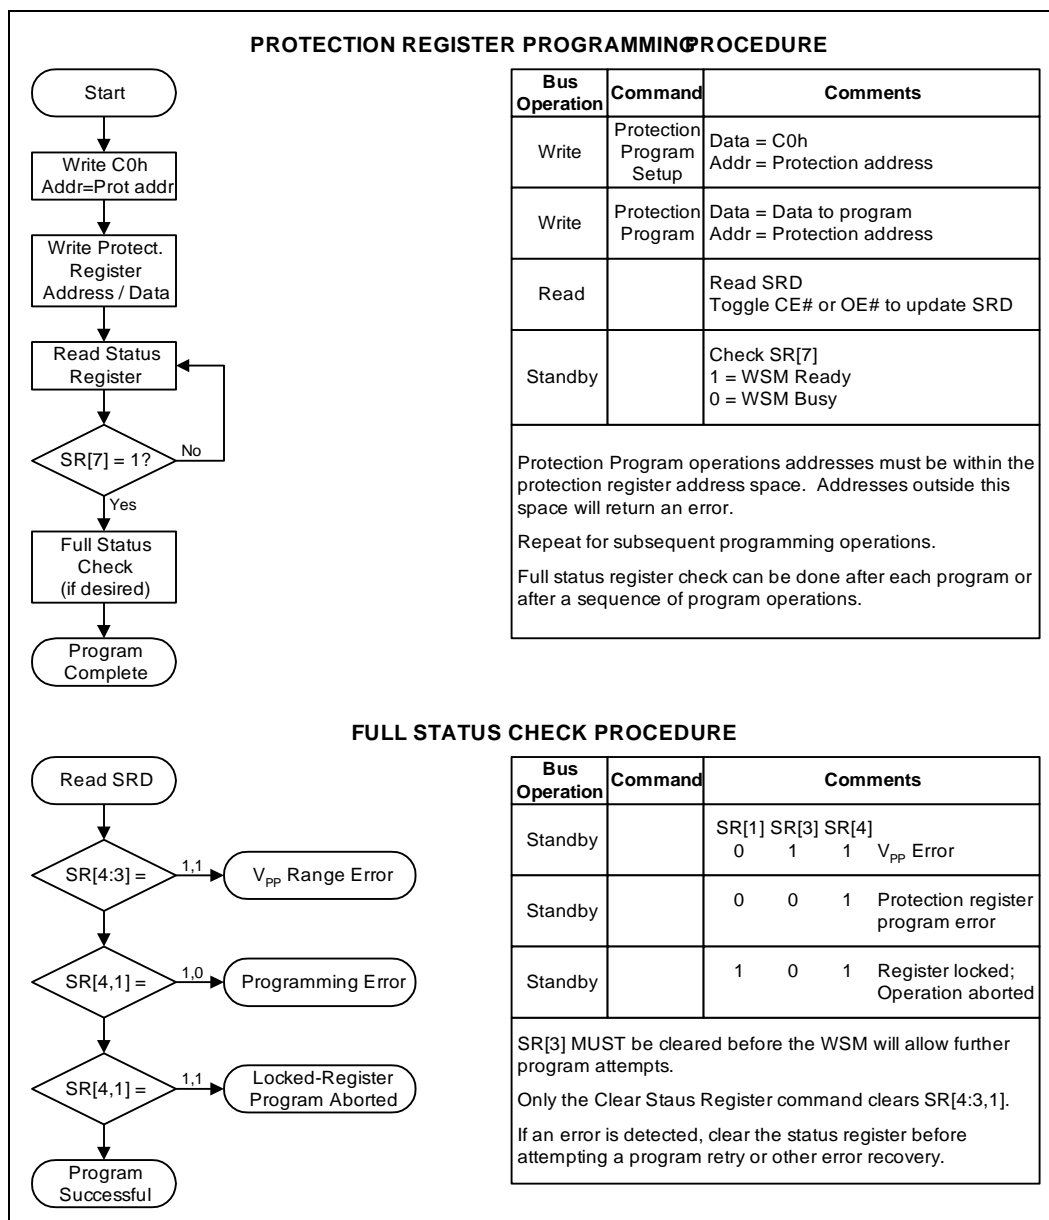 PROTECTION REGISTER PROGRAMMING PROCEDURE
Start
Write C0h
Addr=Prot addr
Write Protect.
Register
Address / Data
Read Status
Register
SR[7] = 1?
No
Yes
Full Status
Check
(if desired)
Program
Complete
Bus
Operation
Command
Comments
Write
Protection
Program
Setup
Data = C0h
Addr = Protection address
Write
Protection
Program
Data = Data to program
Addr = Protection address
Read
Read SRD
Toggle CE# or OE# to update SRD
Standby
Check SR[7]
1 = WSM Ready
0 = WSM Busy
Protection Program operations addresses must be within the
protection register address space. Addresses outside this
space will return an error.
Repeat for subsequent programming operations.
Full status register check can be done after each program or
after a sequence of program operations.
FULL STATUS CHECK PROCEDURE
Read SRD
SR[4:3] =
1,1
VPP Range Error
SR[4,1] =
1,0
Programming Error
SR[4,1] =
1,1
Locked-Register
Program Aborted
Program
Successful
Bus
Operation
Command
Comments
Standby
SR[1] SR[3] SR[4]
0 1 1 VPP Error
Standby
0 0 1 Protection register
program error
Standby
1 0 1 Register locked;
Operation aborted
SR[3] MUST be cleared before the WSM will allow further
program attempts.
Only the Clear Staus Register command clears SR[4:3,1].
If an error is detected, clear the status register before
attempting a program retry or other error recovery.